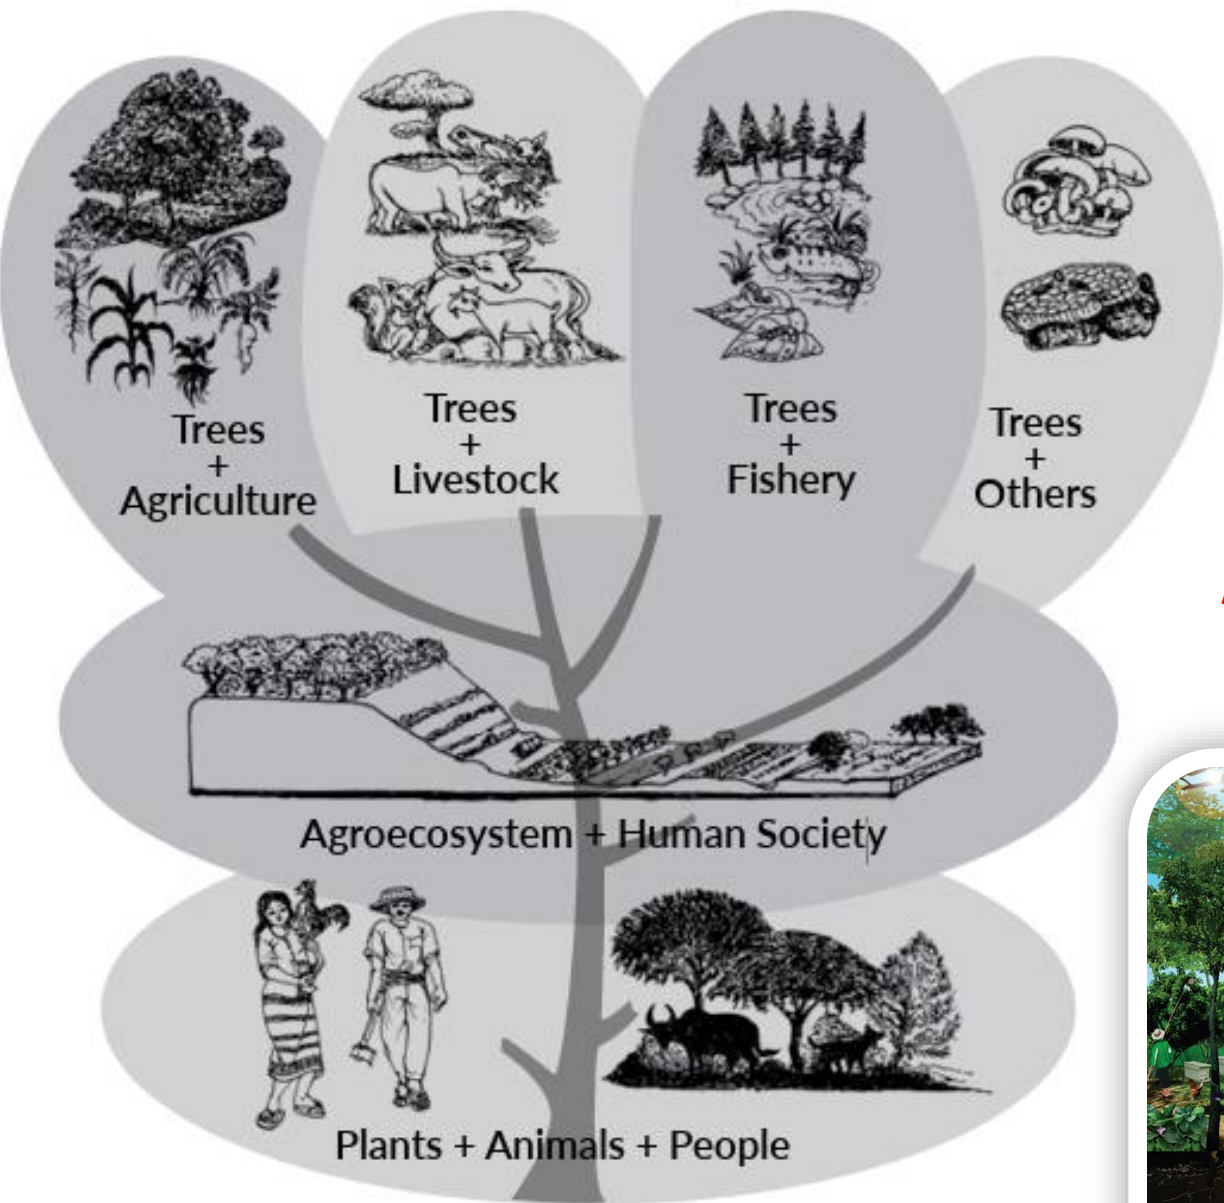 Trees
+
Agriculture
Trees
+
Livestock
Trees
+
Fishery
Trees
+
Others
Agroecosystem + Human Society
Plants + Animals + People